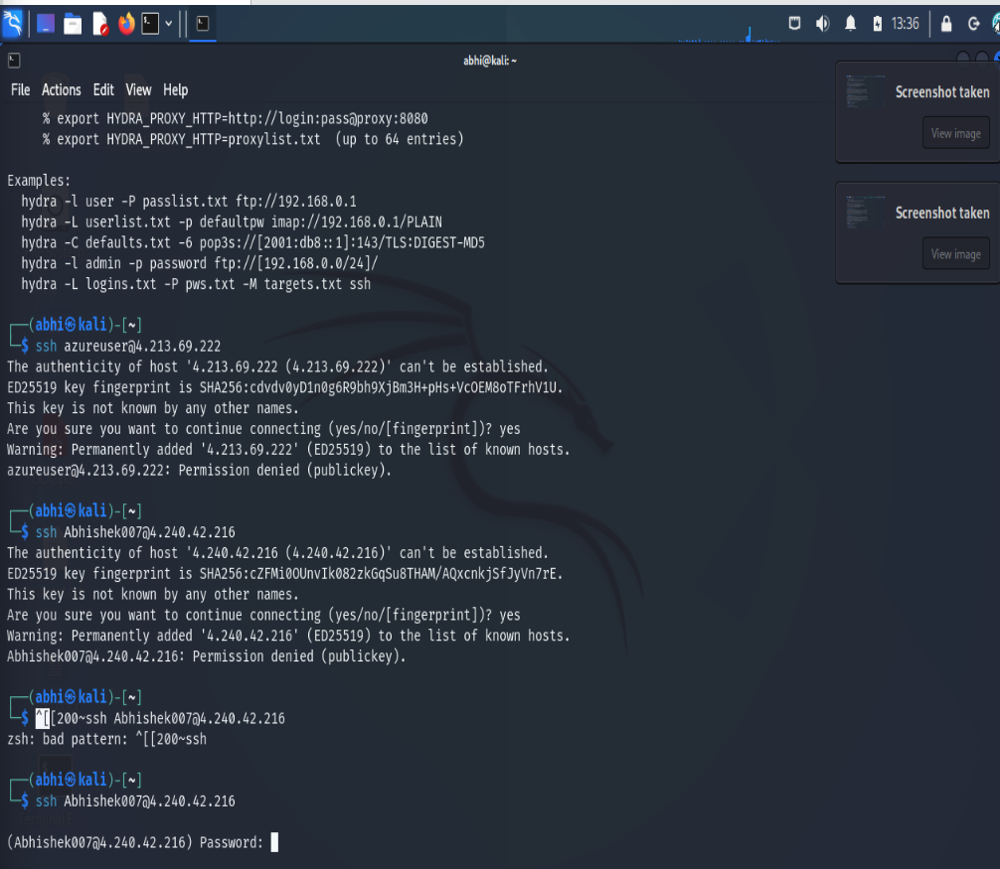 13:36
abhi@kali: ~
File Actions Edit View Help
Screenshot taken
View image
Screenshot taken
View image
% export HYDRA_PROXY_HTTP=http://login:pass@proxy:8080
% export HYDRA_PROXY_HTTP=proxylist.txt (up to 64 entries)
Examples:
hydra -l user -P passlist.txt ftp://192.168.0.1
hydra -L userlist.txt -p defaultpw imap://192.168.0.1/PLAIN
hydra -C defaults.txt -6 pop3s://[2001:db8::1]:143/TLS:DIGEST-MD5
hydra -l admin -p password ftp://[192.168.0.0/24]/
hydra -L logins.txt -P pws.txt -M targets.txt ssh
┌──(abhi㉿kali)-[~]
└─$ ssh azureuser@4.213.69.222
The authenticity of host '4.213.69.222 (4.213.69.222)' can't be established.
ED25519 key fingerprint is SHA256:cdvdv0yD1n0g6R9bh9XjBm3H+pHs+VcOEM8oTFrhV1U.
This key is not known by any other names.
Are you sure you want to continue connecting (yes/no/[fingerprint])? yes
Warning: Permanently added '4.213.69.222' (ED25519) to the list of known hosts.
azureuser@4.213.69.222: Permission denied (publickey).
┌──(abhi㉿kali)-[~]
└─$ ssh Abhishek007@4.240.42.216
The authenticity of host '4.240.42.216 (4.240.42.216)' can't be established.
ED25519 key fingerprint is SHA256:cZFMi0OUnvIk082zkGqSu8THAM/AQxcnkjSfJyVn7rE.
This key is not known by any other names.
Are you sure you want to continue connecting (yes/no/[fingerprint])? yes
Warning: Permanently added '4.240.42.216' (ED25519) to the list of known hosts.
Abhishek007@4.240.42.216: Permission denied (publickey).
┌──(abhi㉿kali)-[~]
└─$ ^[[200~ssh Abhishek007@4.240.42.216
zsh: bad pattern: ^[[200~ssh
┌──(abhi㉿kali)-[~]
└─$ ssh Abhishek007@4.240.42.216
(Abhishek007@4.240.42.216) Password: